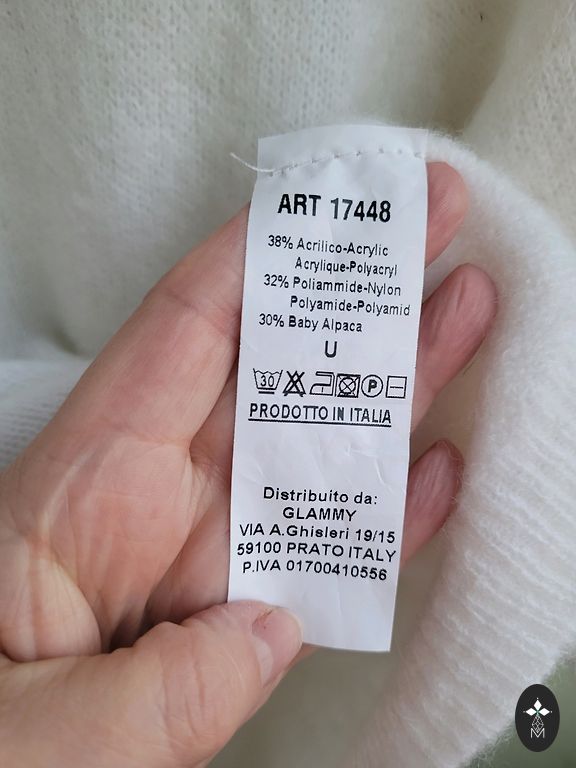 ART 17448
38% Acrilico-Acrylic
Acrylique-Polyacryl
32% Poliammide-Nylon
Polyamide-Polyamid
30% Baby Alpaca
U
30 P
PRODOTTO IN ITALIA
Distribuito da:
GLAMMY
VIA A.Ghisleri 19/15
59100 PRATO ITALY
P.IVA 01700410556
M